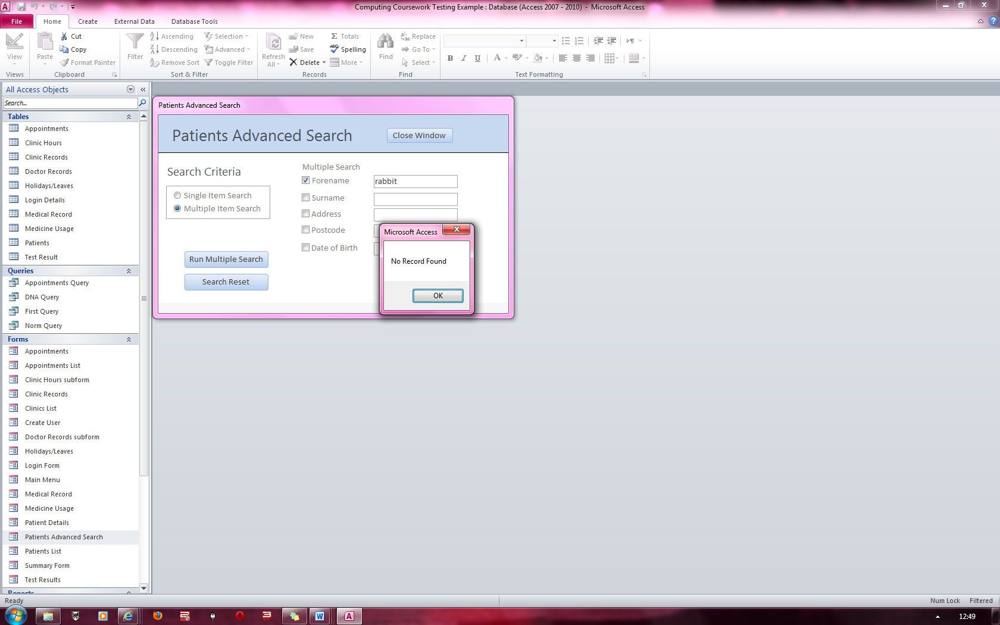 Computing Coursework Testing Example : Database (Access 2007 - 2010) - Microsoft Access
File Home Create External Data Database Tools
View
Views
Paste
Cut
Copy
Format Painter
Clipboard
Filter
Ascending
Descending
Remove Sort
Selection
Advanced
Toggle Filter
Sort & Filter
Refresh
All
New
Save
Delete
Totals
Spelling
More
Records
Find
Replace
Go To
Select
Find
B I U A
Text Formatting
All Access Objects
Search...
Tables
Appointments
Clinic Hours
Clinic Records
Doctor Records
Holidays/Leaves
Login Details
Medical Record
Medicine Usage
Patients
Test Result
Queries
Appointments Query
DNA Query
First Query
Norm Query
Forms
Appointments
Appointments List
Clinic Hours subform
Clinic Records
Clinics List
Create User
Doctor Records subform
Holidays/Leaves
Login Form
Main Menu
Medical Record
Medicine Usage
Patient Details
Patients Advanced Search
Patients List
Summary Form
Test Results
Reports
Patients Advanced Search
Patients Advanced Search
Close Window
Search Criteria
Single Item Search
Multiple Item Search
Run Multiple Search
Search Reset
Multiple Search
Forename rabbit
Surname
Address
Postcode
Date of Birth
Microsoft Access
No Record Found
OK
Ready
Num Lock Filtered
12:49